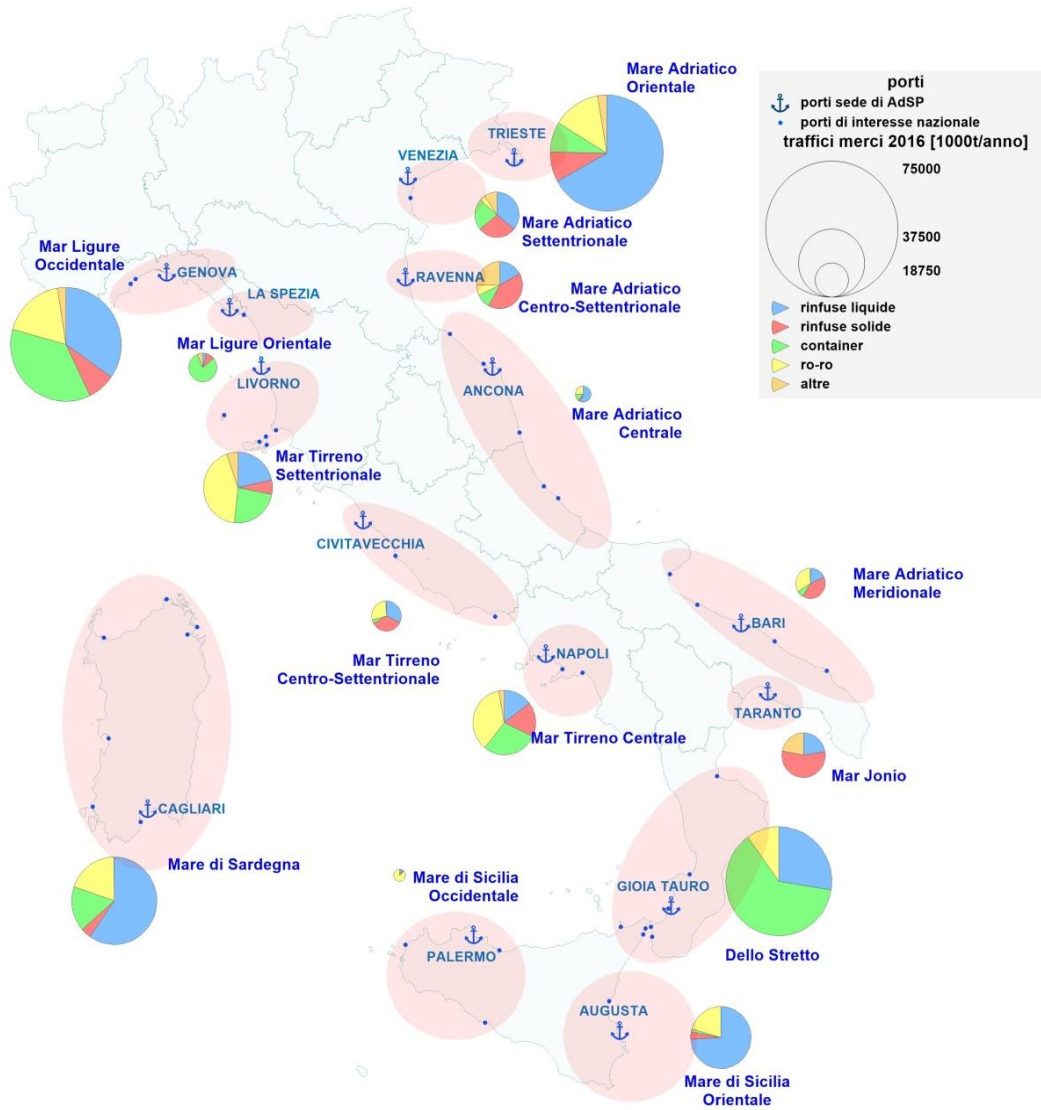 Mare Adriatico
Orientale
TRIESTE
VENEZIA
Mare Adriatico
Settentrionale
Mar Ligure
Occidentale
GENOVA
LA SPEZIA
RAVENNA
Mare Adriatico
Centro-Settentrionale
Mar Ligure Orientale
LIVORNO
ANCONA
Mare Adriatico
Centrale
Mar Tirreno
Settentrionale
CIVITAVECCHIA
Mare Adriatico
Meridionale
BARI
Mar Tirreno
Centro-Settentrionale
NAPOLI
TARANTO
Mar Tirreno Centrale
Mar Jonio
CAGLIARI
Mare di Sardegna
Mare di Sicilia
Occidentale
GIOIA TAURO
Dello Stretto
PALERMO
AUGUSTA
Mare di Sicilia
Orientale
porti
porti sede di AdSP
porti di interesse nazionale
traffici merci 2016 [1000t/anno]
75000
37500
18750
rinfuse liquide
rinfuse solide
container
ro-ro
altre